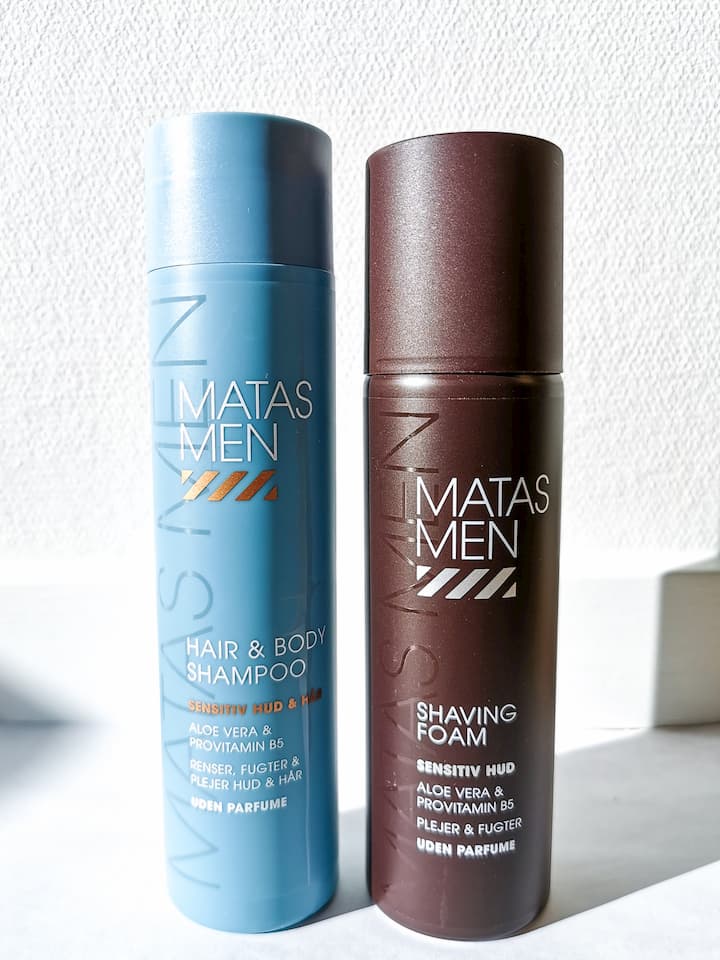 MATAS MEN
MATAS
MEN
HAIR & BODY
SHAMPOO
SENSITIV HUD & HÅR
ALOE VERA &
PROVITAMIN B5
RENSER, FUGTER &
PLEJER HUD & HÅR
UDEN PARFUME
MATAS MEN
MATAS
MEN
SHAVING
FOAM
SENSITIV HUD
ALOE VERA &
PROVITAMIN B5
PLEJER & FUGTER
UDEN PARFUME